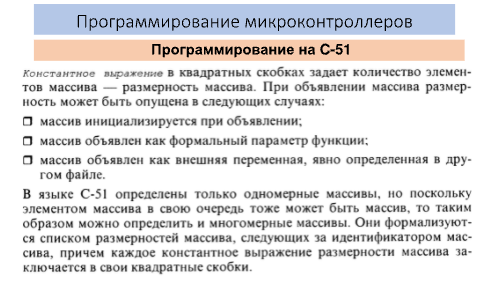 Программирование микроконтроллеров
Программирование на С-51
Константное выражение в квадратных скобках задает количество элемен-
тов массива — размерность массива. При объявлении массива размер-
ность может быть опущена в следующих случаях:
❒ массив инициализируется при объявлении;
❒ массив объявлен как формальный параметр функции;
❒ массив объявлен как внешняя переменная, явно определенная в дру-
гом файле.
В языке С-51 определены только одномерные массивы, но поскольку
элементом массива в свою очередь тоже может быть массив, то таким
образом можно определить и многомерные массивы. Они формализуют-
ся списком размерностей массива, следующих за идентификатором мас-
сива, причем каждое константное выражение размерности массива за-
ключается в свои квадратные скобки.